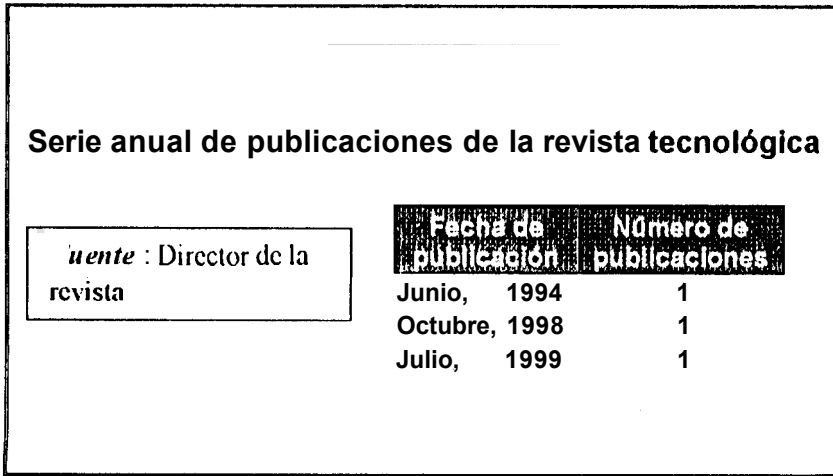 Serie anual de publicaciones de la revista tecnológica
uente : Director de la
revista
Fecha de Número de
publicación publicaciones
Junio, 1994 1
Octubre, 1998 1
Julio, 1999 1